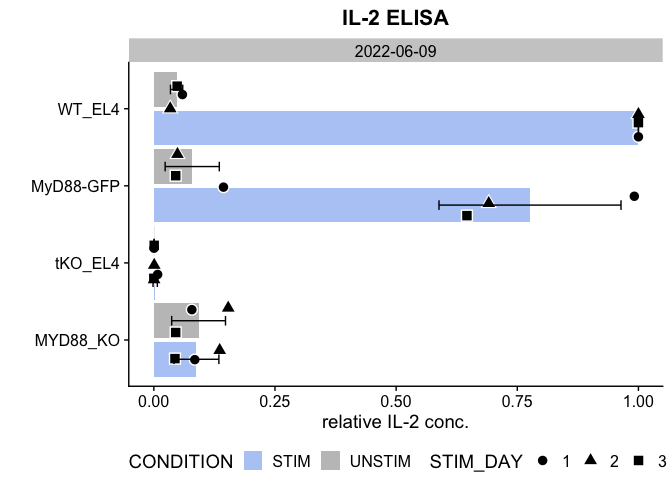 IL-2 ELISA
2022-06-09
WT_EL4
MyD88-GFP
tKO_EL4
MYD88_KO
0.00 0.25 0.50 0.75 1.00
relative IL-2 conc.
CONDITION STIM UNSTIM STIM_DAY 1 2 3